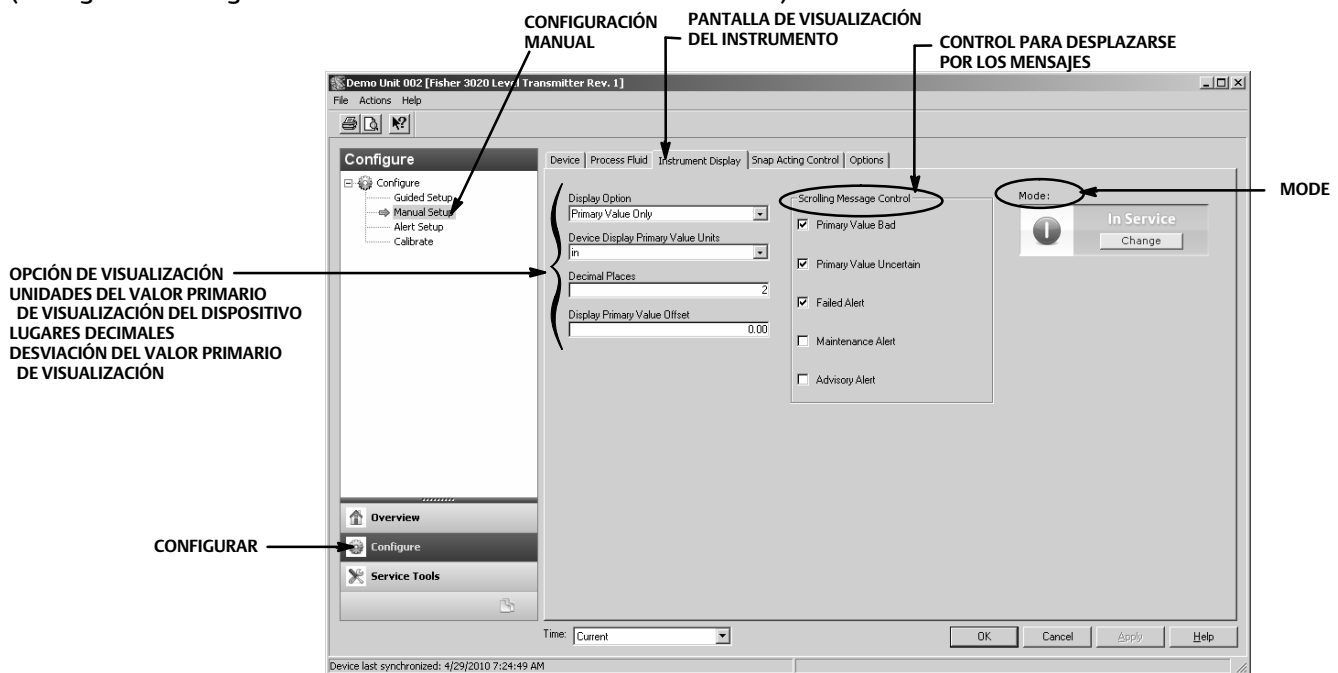 CONFIGURACIÓN
MANUAL
PANTALLA DE VISUALIZACIÓN
DEL INSTRUMENTO
CONTROL PARA DESPLAZARSE
POR LOS MENSAJES
Demo Unit 002 [Fisher 3020 Level Transmitter Rev. 1]
File Actions Help
Configure
Configure
Guided Setup
Manual Setup
Alert Setup
Calibrate
Device Process Fluid Instrument Display Snap Acting Control Options
Display Option
Primary Value Only
Device Display Primary Value Units
in
Decimal Places
2
Display Primary Value Offset
0.00
Scrolling Message Control
Primary Value Bad
Primary Value Uncertain
Failed Alert
Maintenance Alert
Advisory Alert
Mode:
In Service
Change
MODE
OPCIÓN DE VISUALIZACIÓN
UNIDADES DEL VALOR PRIMARIO
DE VISUALIZACIÓN DEL DISPOSITIVO
LUGARES DECIMALES
DESVIACIÓN DEL VALOR PRIMARIO
DE VISUALIZACIÓN
Overview
CONFIGURAR
Configure
Service Tools
Time: Current
OK Cancel Apply Help
Device last synchronized: 4/29/2010 7:24:49 AM